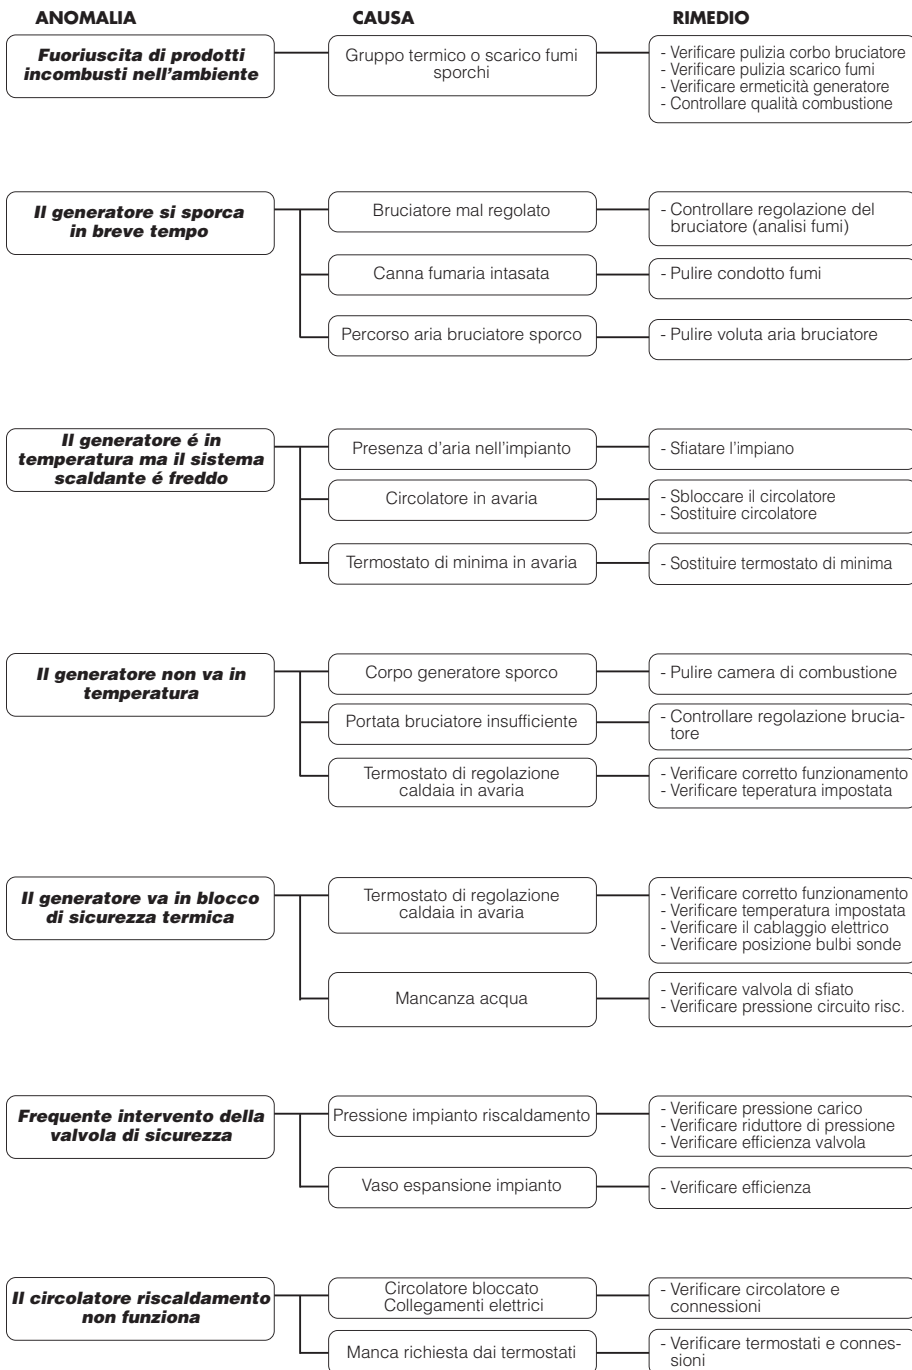 ANOMALIA CAUSA RIMEDIO
Fuoriuscita di prodotti
incombusti nell'ambiente
Gruppo termico o scarico fumi
sporchi
- Verificare pulizia corbo bruciatore
- Verificare pulizia scarico fumi
- Verificare ermeticità generatore
- Controllare qualità combustione
Il generatore si sporca
in breve tempo
Bruciatore mal regolato
- Controllare regolazione del
bruciatore (analisi fumi)
Canna fumaria intasata
- Pulire condotto fumi
Percorso aria bruciatore sporco
- Pulire voluta aria bruciatore
Il generatore é in
temperatura ma il sistema
scaldante é freddo
Presenza d'aria nell'impianto
- Sfiatare l'impiano
Circolatore in avaria
- Sbloccare il circolatore
- Sostituire circolatore
Termostato di minima in avaria
- Sostituire termostato di minima
Il generatore non va in
temperatura
Corpo generatore sporco
- Pulire camera di combustione
Portata bruciatore insufficiente
- Controllare regolazione brucia-
tore
Termostato di regolazione
caldaia in avaria
- Verificare corretto funzionamento
- Verificare teperatura impostata
Il generatore va in blocco
di sicurezza termica
Termostato di regolazione
caldaia in avaria
- Verificare corretto funzionamento
- Verificare temperatura impostata
- Verificare il cablaggio elettrico
- Verificare posizione bulbi sonde
Mancanza acqua
- Verificare valvola di sfiato
- Verificare pressione circuito risc.
Frequente intervento della
valvola di sicurezza
Pressione impianto riscaldamento
- Verificare pressione carico
- Verificare riduttore di pressione
- Verificare efficienza valvola
Vaso espansione impianto
- Verificare efficienza
Il circolatore riscaldamento
non funziona
Circolatore bloccato
Collegamenti elettrici
- Verificare circolatore e
connessioni
Manca richiesta dai termostati
- Verificare termostati e connes-
sioni